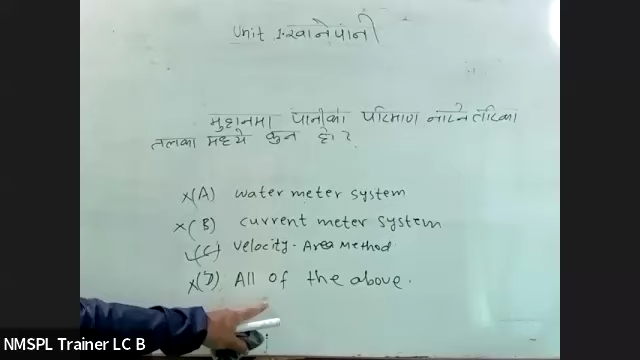 Unit 1. खानेपानी
मुहानमा पानीको परिमाण नाप्ने तरिका
तलका मध्ये कुन हो ?
×(A) water meter system
×(B) current meter system
✓(C) Velocity - Area Method
×(D) All of the above.
NMSPL Trainer LC B